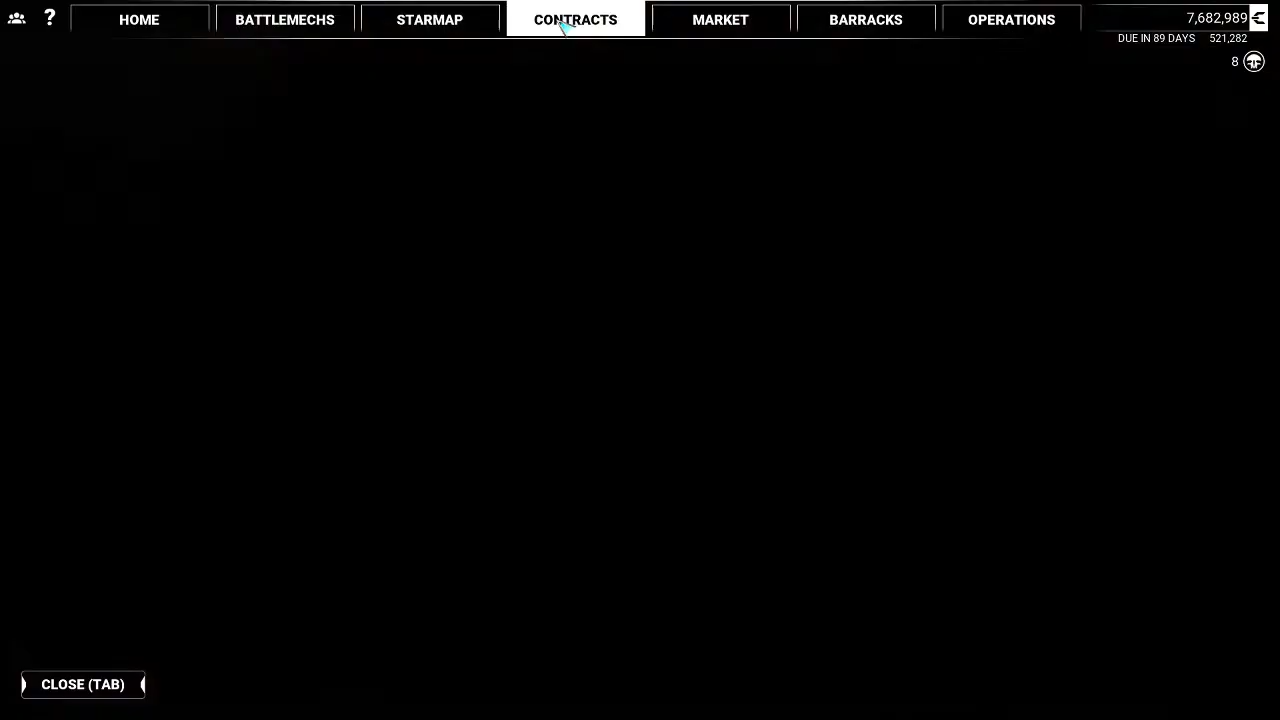 ?
HOME
BATTLEMECHS
STARMAP
CONTRACTS
MARKET
BARRACKS
OPERATIONS
7,682,989
DUE IN 89 DAYS 521,282
8
CLOSE (TAB)